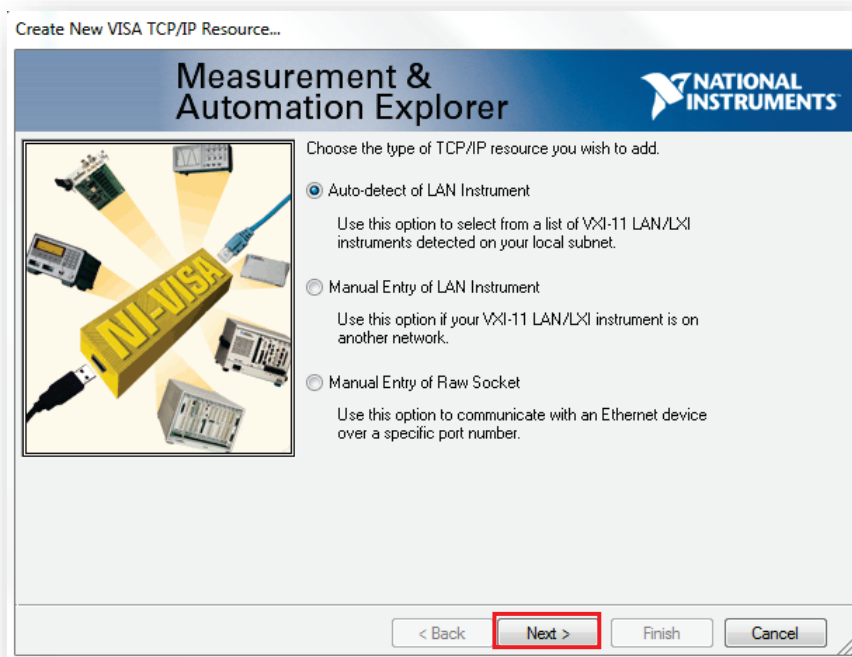 Create New VISA TCP/IP Resource...
Measurement &
Automation Explorer
NATIONAL
INSTRUMENTS
NI-VISA
Choose the type of TCP/IP resource you wish to add.
Auto-detect of LAN Instrument
Use this option to select from a list of VXI-11 LAN/LXI
instruments detected on your local subnet.
Manual Entry of LAN Instrument
Use this option if your VXI-11 LAN/LXI instrument is on
another network.
Manual Entry of Raw Socket
Use this option to communicate with an Ethernet device
over a specific port number.
< Back
Next >
Finish
Cancel